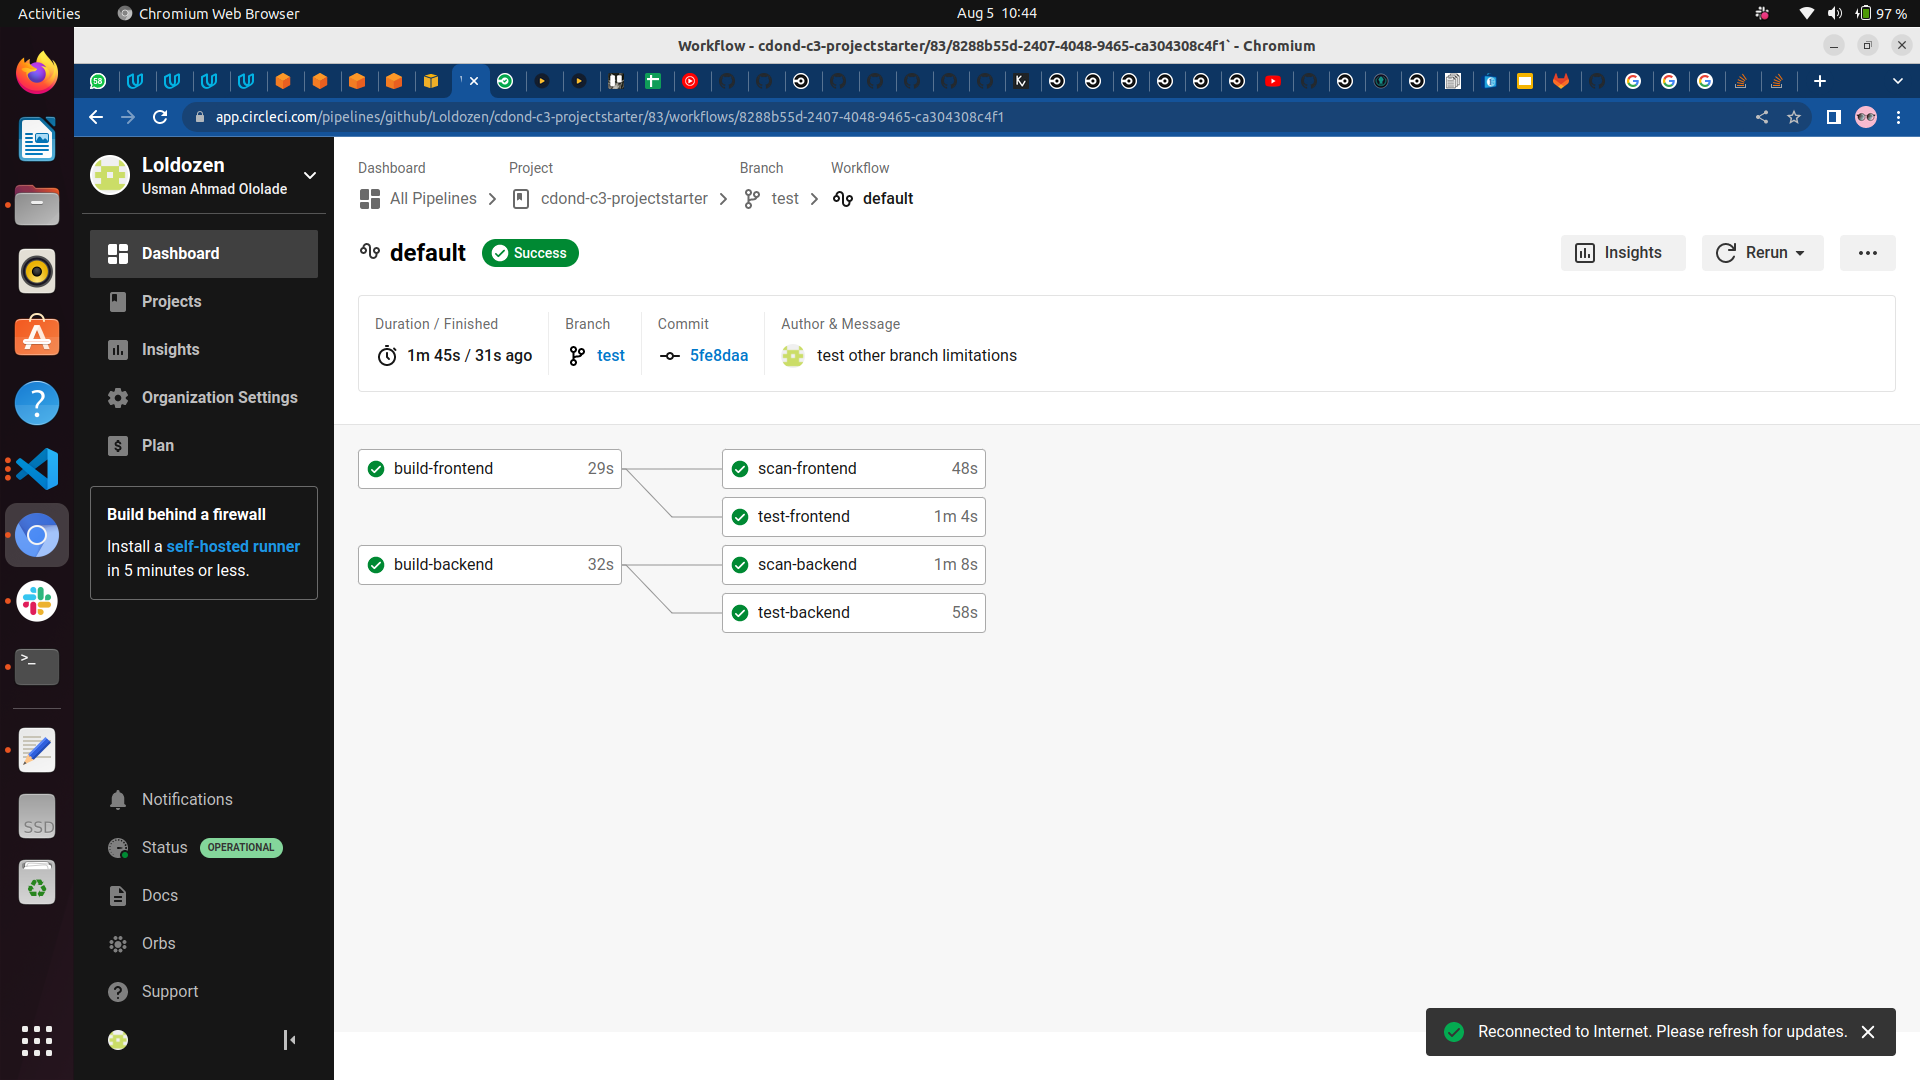 Activities
Chromium Web Browser
Aug 5 10:44
97 %
Workflow - cdond-c3-projectstarter/83/8288b55d-2407-4048-9465-ca304308c4f1` - Chromium
app.circleci.com/pipelines/github/Loldozen/cdond-c3-projectstarter/83/workflows/8288b55d-2407-4048-9465-ca304308c4f1
Loldozen
Usman Ahmad Ololade
Dashboard
Projects
Insights
Organization Settings
Plan
Build behind a firewall
Install a self-hosted runner
in 5 minutes or less.
Notifications
Status OPERATIONAL
Docs
Orbs
Support
SSD
Dashboard Project Branch Workflow
All Pipelines cdond-c3-projectstarter test default
default Success
Insights Rerun
Duration / Finished Branch Commit Author & Message
1m 45s / 31s ago test 5fe8daa test other branch limitations
build-frontend 29s
scan-frontend 48s
test-frontend 1m 4s
build-backend 32s
scan-backend 1m 8s
test-backend 58s
Reconnected to Internet. Please refresh for updates.